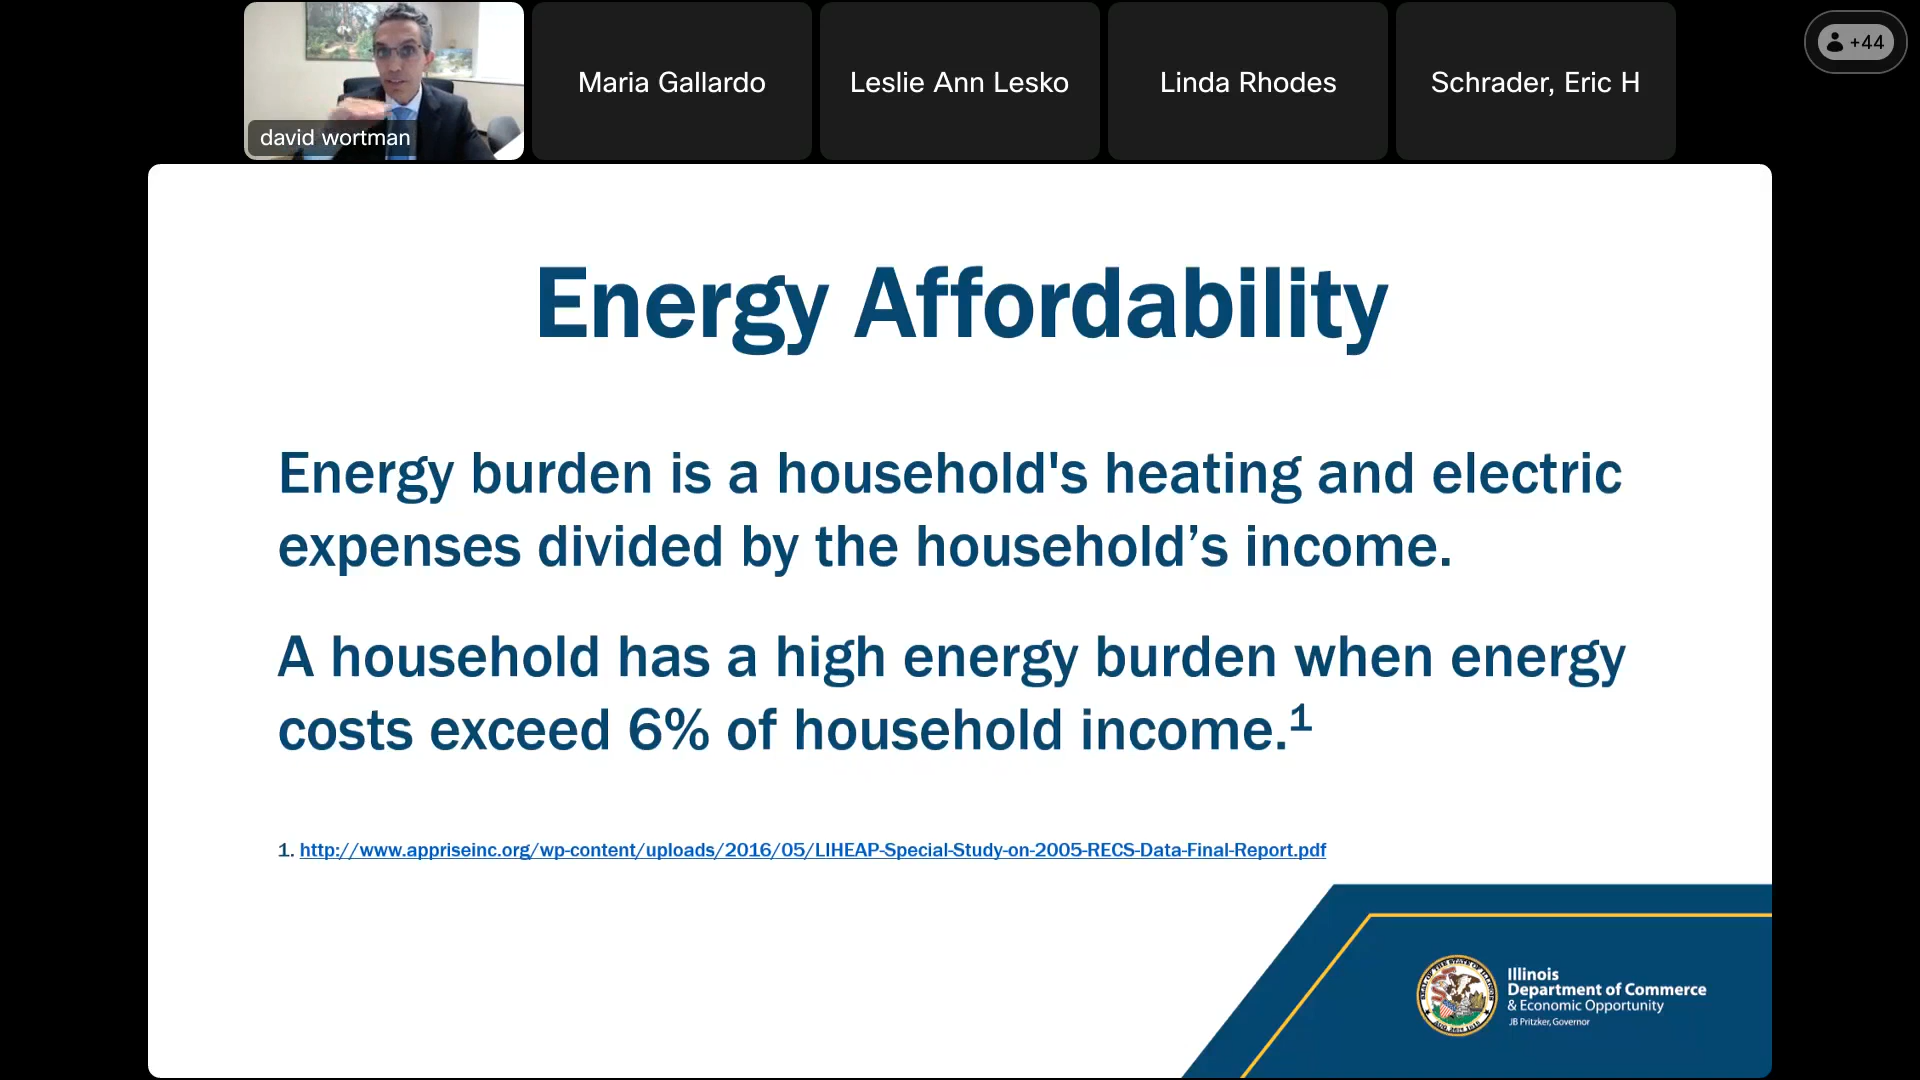 david wortman
Maria Gallardo
Leslie Ann Lesko
Linda Rhodes
Schrader, Eric H
+44
Energy Affordability
Energy burden is a household's heating and electric
expenses divided by the household’s income.
A household has a high energy burden when energy
costs exceed 6% of household income.1
1. http://www.appriseinc.org/wp-content/uploads/2016/05/LIHEAP-Special-Study-on-2005-RECS-Data-Final-Report.pdf
Illinois
Department of Commerce
& Economic Opportunity
JB Pritzker, Governor